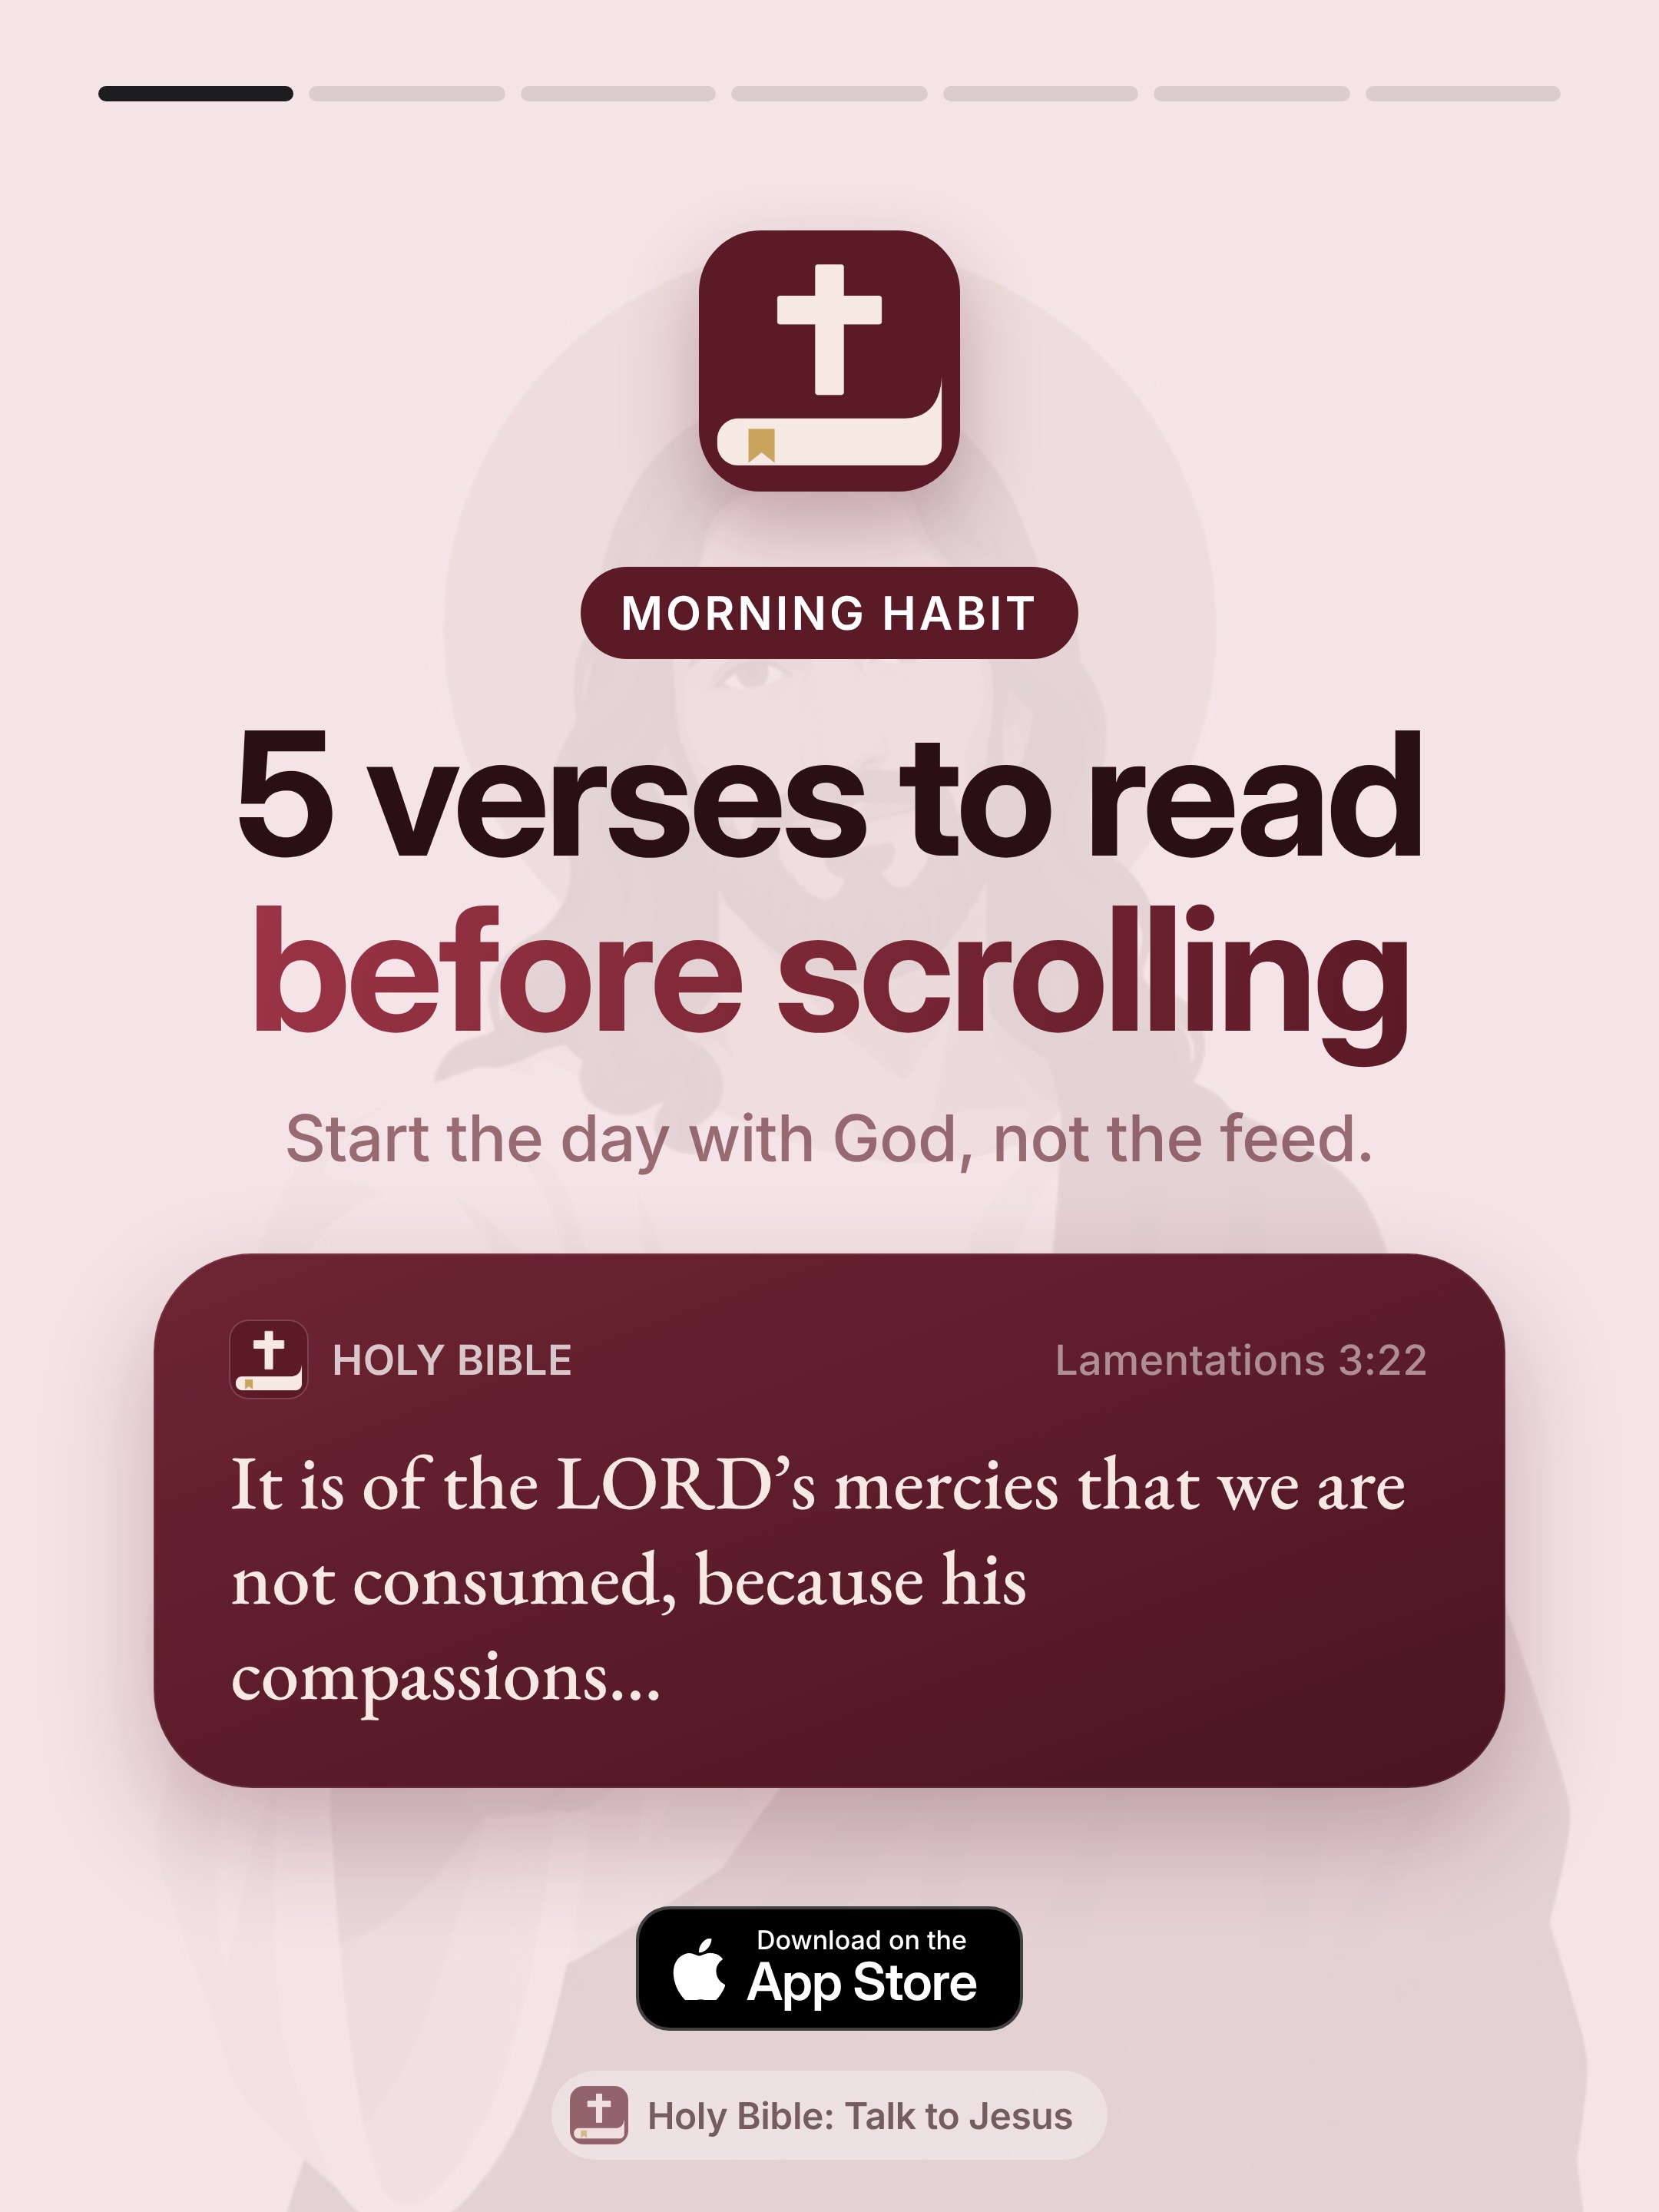 MORNING HABIT
5 verses to read
before scrolling
Start the day with God, not the feed.
HOLY BIBLE
Lamentations 3:22
It is of the LORD’s mercies that we are
not consumed, because his
compassions...
Download on the
App Store
Holy Bible: Talk to Jesus